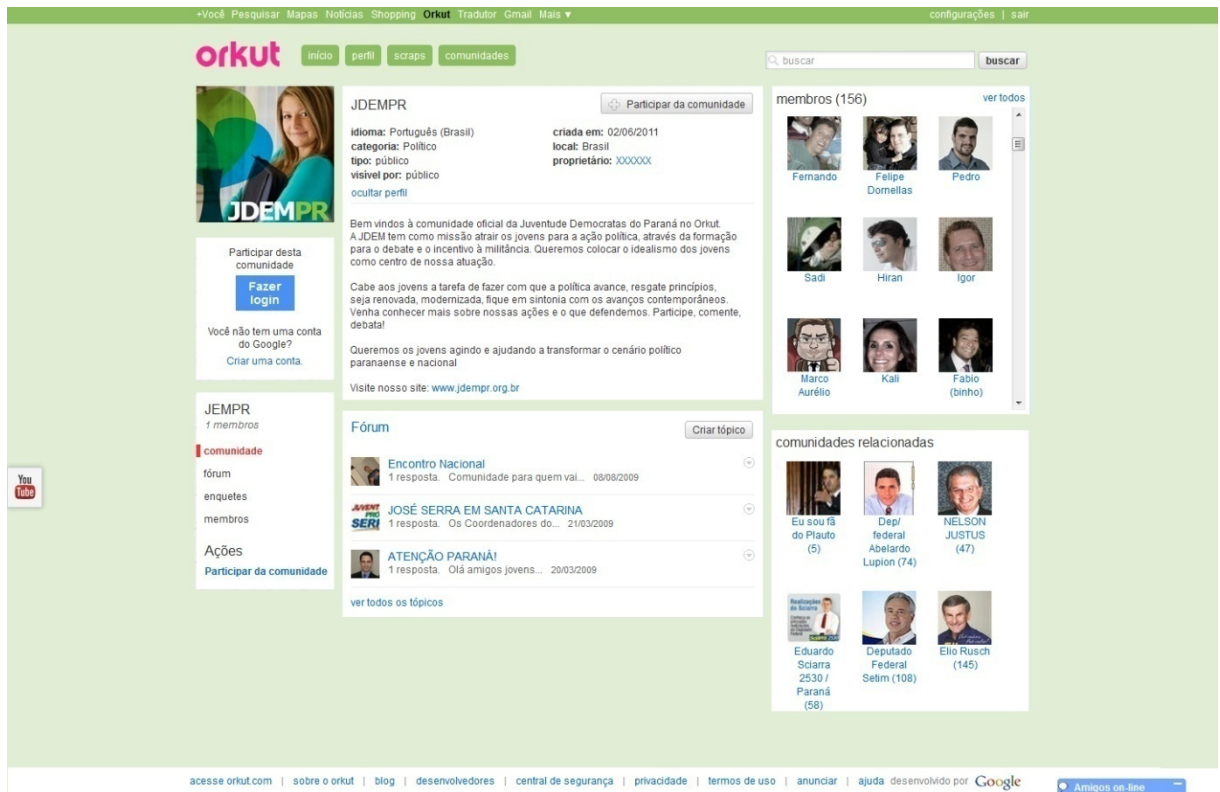 +Você Pesquisar Mapas Notícias Shopping Orkut Tradutor Gmail Mais ▼
configurações | sair
orkut
início
perfil
scraps
comunidades
buscar
buscar
JDEMPR
Participar desta
comunidade
Fazer
login
Você não tem uma conta
do Google?
Criar uma conta.
JEMPR
1 membros
comunidade
fórum
enquetes
membros
Ações
Participar da comunidade
JDEMPR
Participar da comunidade
idioma: Português (Brasil)
categoria: Político
tipo: público
visível por: público
criada em: 02/06/2011
local: Brasil
proprietário: XXXXXX
ocultar perfil
Bem vindos à comunidade oficial da Juventude Democratas do Paraná no Orkut.
A JDEM tem como missão atrair os jovens para a ação política, através da formação
para o debate e o incentivo à militância. Queremos colocar o idealismo dos jovens
como centro de nossa atuação.
Cabe aos jovens a tarefa de fazer com que a política avance, resgate princípios,
seja renovada, modernizada, fique em sintonia com os avanços contemporâneos.
Venha conhecer mais sobre nossas ações e o que defendemos. Participe, comente,
debata!
Queremos os jovens agindo e ajudando a transformar o cenário político
paranaense e nacional
Visite nosso site: www.jdempr.org.br
Fórum
Criar tópico
Encontro Nacional
1 resposta. Comunidade para quem vai... 08/08/2009
JUVENT
PRÓ
SERI
JOSÉ SERRA EM SANTA CATARINA
1 resposta. Os Coordenadores do... 21/03/2009
ATENÇÃO PARANÁ!
1 resposta. Olá amigos jovens... 20/03/2009
ver todos os tópicos
membros (156)
ver todos
Fernando
Felipe
Dornellas
Pedro
Sadi
Hiran
Igor
Marco
Aurélio
Kali
Fabio
(binho)
comunidades relacionadas
Eu sou fã
do Plauto
(5)
Dep/
federal
Abelardo
Lupion (74)
NELSON
JUSTUS
(47)
Realizações
do Sciarra
Eduardo
Sciarra
2530 /
Paraná
(58)
Deputado
Federal
Setim (108)
Elio Rusch
(145)
You
Tube
acesse orkut.com | sobre o orkut | blog | desenvolvedores | central de segurança | privacidade | termos de uso | anunciar | ajuda desenvolvido por Google
Amigos on-line